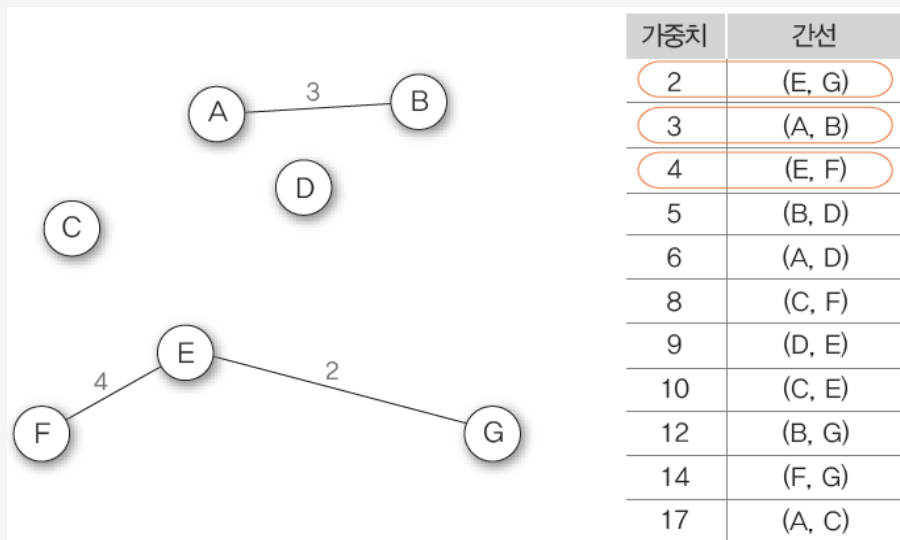 3
A
B
D
C
E
4
2
F
G
가중치 간선
2 (E, G)
3 (A, B)
4 (E, F)
5 (B, D)
6 (A, D)
8 (C, F)
9 (D, E)
10 (C, E)
12 (B, G)
14 (F, G)
17 (A, C)